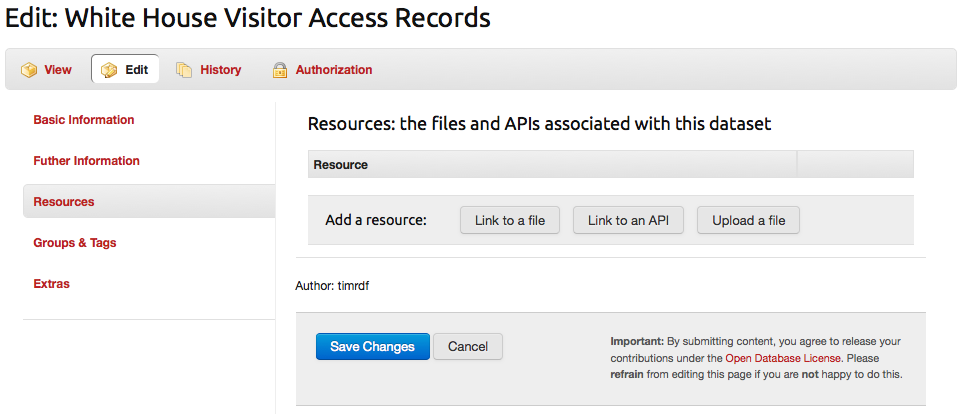 Edit: White House Visitor Access Records
View Edit History Authorization
Basic Information
Futher Information
Resources
Groups & Tags
Extras
Resources: the files and APIs associated with this dataset
Resource
Add a resource: Link to a file Link to an API Upload a file
Author: timrdf
Save Changes Cancel
Important: By submitting content, you agree to release your
contributions under the Open Database License. Please
refrain from editing this page if you are not happy to do this.